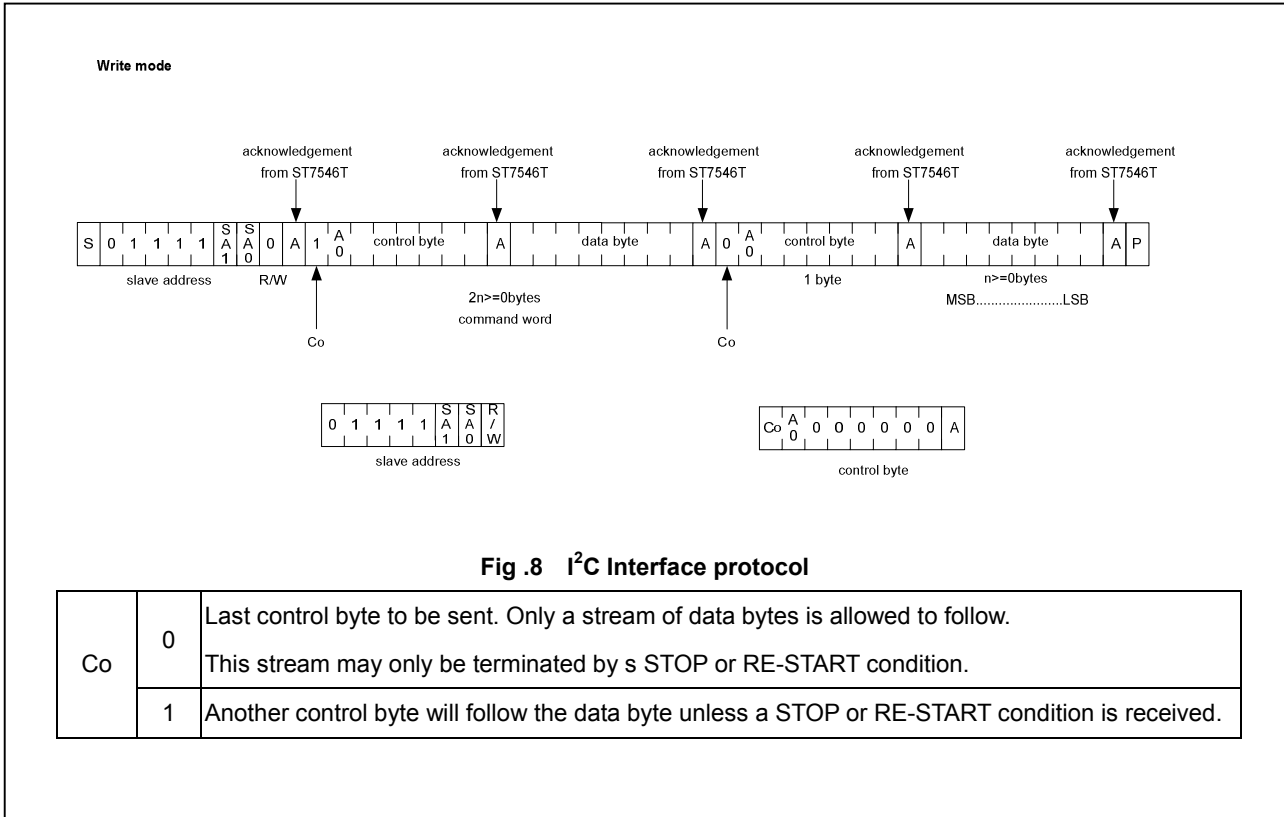 Write mode
acknowledgement acknowledgement acknowledgement acknowledgement acknowledgement
from ST7546T from ST7546T from ST7546T from ST7546T from ST7546T
S 0 1 1 1 1 SA1 SA0 0 A 1 A0 control byte A data byte A 0 A0 control byte A data byte A P
slave address R/W 1 byte n>=0bytes
2n>=0bytes MSB......................LSB
command word
Co Co
0 1 1 1 1 SA1 SA0 R/W
slave address
Co A0 0 0 0 0 0 0 A
control byte
Fig .8 I²C Interface protocol
Co
0
Last control byte to be sent. Only a stream of data bytes is allowed to follow.
This stream may only be terminated by s STOP or RE-START condition.
1
Another control byte will follow the data byte unless a STOP or RE-START condition is received.